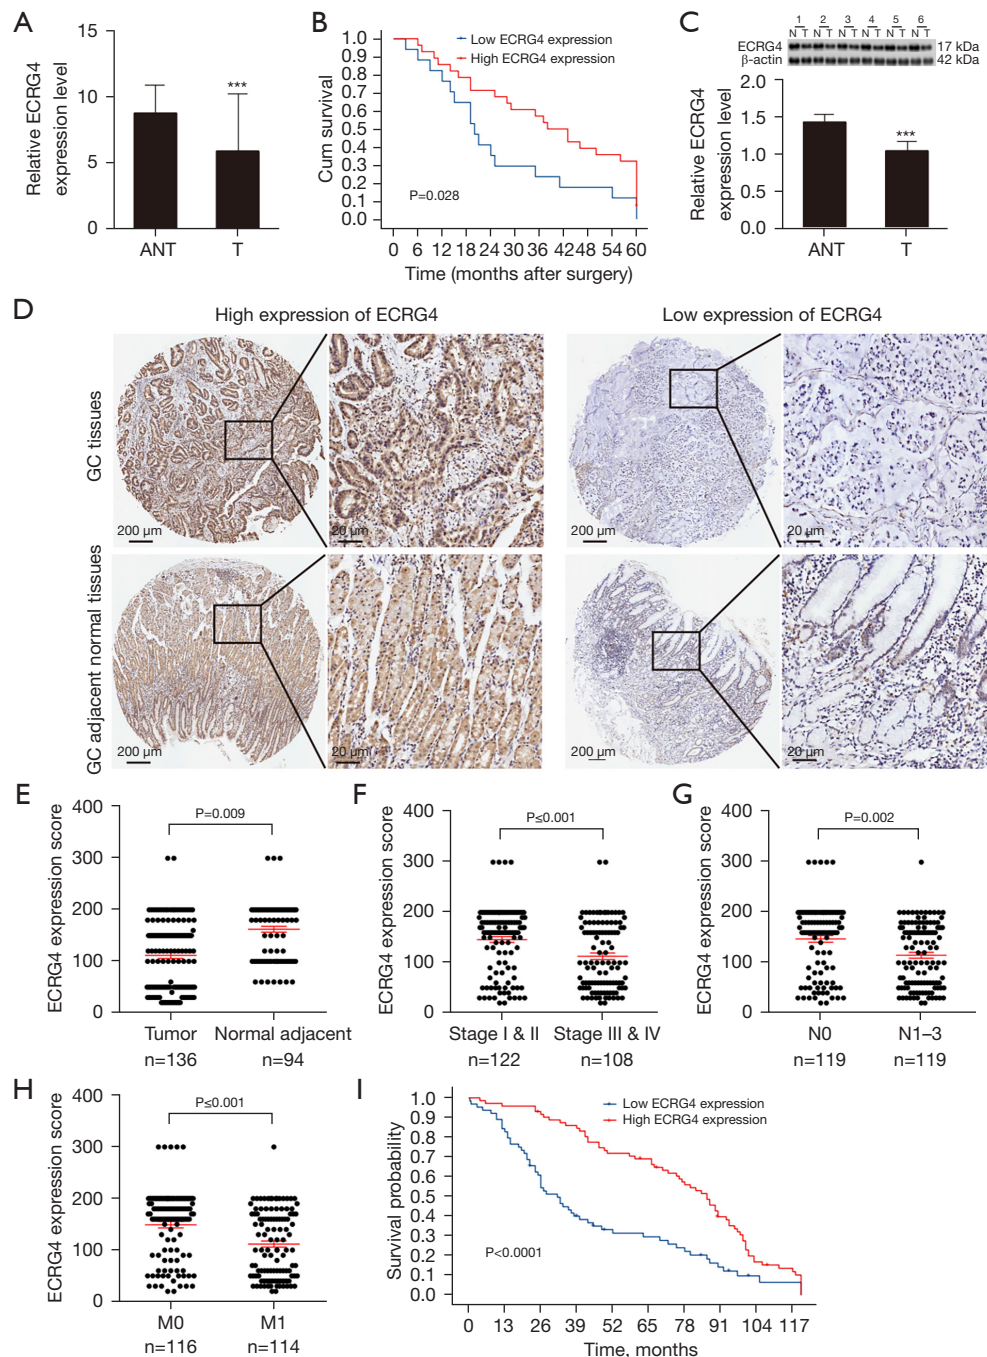 A
Relative ECRG4
expression level
15
10
5
0
***
ANT
T
B
Cum survival
1.0
0.9
0.8
0.7
0.6
0.5
0.4
0.3
0.2
0.1
0.0
Low ECRG4 expression
High ECRG4 expression
P=0.028
0 6 12 18 24 30 36 42 48 54 60
Time (months after surgery)
C
1 2 3 4 5 6
N T N T N T N T N T N T
ECRG4
17 kDa
β-actin
42 kDa
Relative ECRG4
expression level
2.0
1.5
1.0
0.5
0.0
***
ANT
T
D
High expression of ECRG4
Low expression of ECRG4
GC tissues
200 μm
20 μm
200 μm
20 μm
GC adjacent normal tissues
200 μm
20 μm
200 μm
20 μm
E
ECRG4 expression score
400
300
200
100
0
P=0.009
Tumor
Normal adjacent
n=136
n=94
F
ECRG4 expression score
400
300
200
100
0
P≤0.001
Stage I & II
Stage III & IV
n=122
n=108
G
ECRG4 expression score
400
300
200
100
0
P=0.002
N0
N1–3
n=119
n=119
H
ECRG4 expression score
400
300
200
100
0
P≤0.001
M0
M1
n=116
n=114
I
Survival probability
1.0
0.9
0.8
0.7
0.6
0.5
0.4
0.3
0.2
0.1
0.0
Low ECRG4 expression
High ECRG4 expression
P<0.0001
0 13 26 39 52 65 78 91 104 117
Time, months